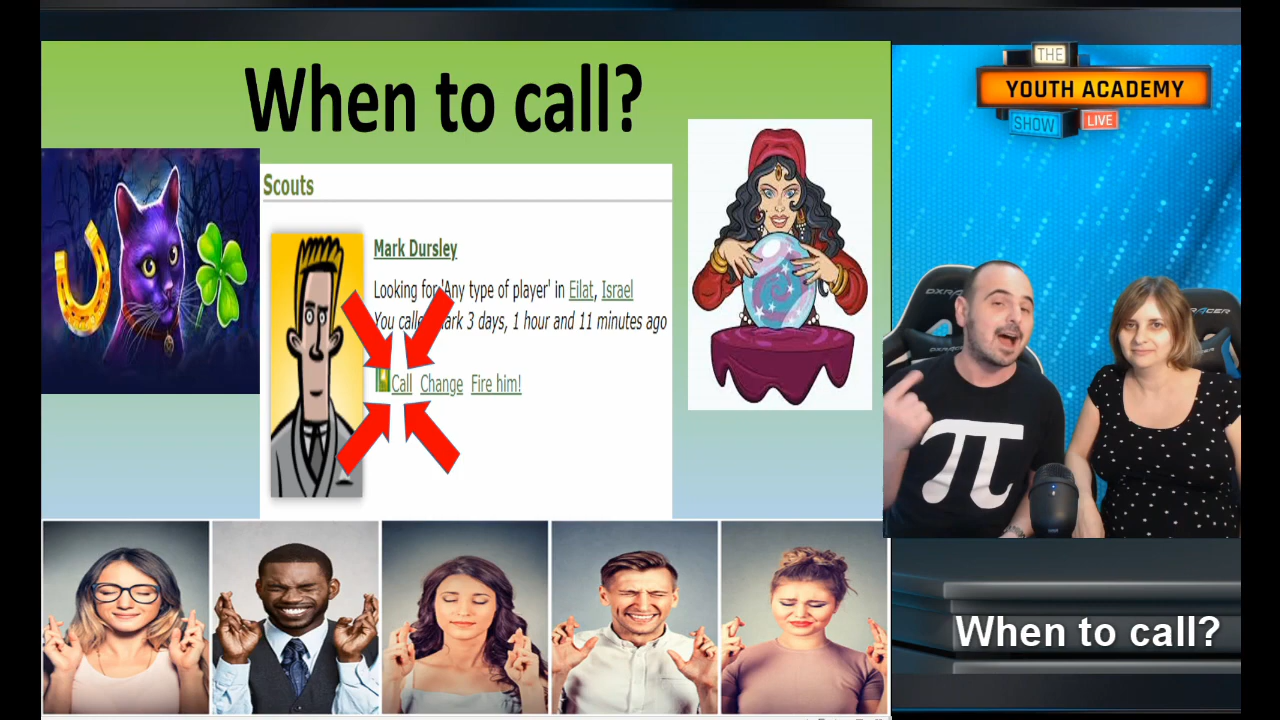 When to call?
Scouts
Mark Dursley
Looking for 'Any type of player' in Eilat, Israel
You called Mark 3 days, 1 hour and 11 minutes ago
Call Change Fire him!
THE
YOUTH ACADEMY
SHOW LIVE
DXRACER
π
When to call?